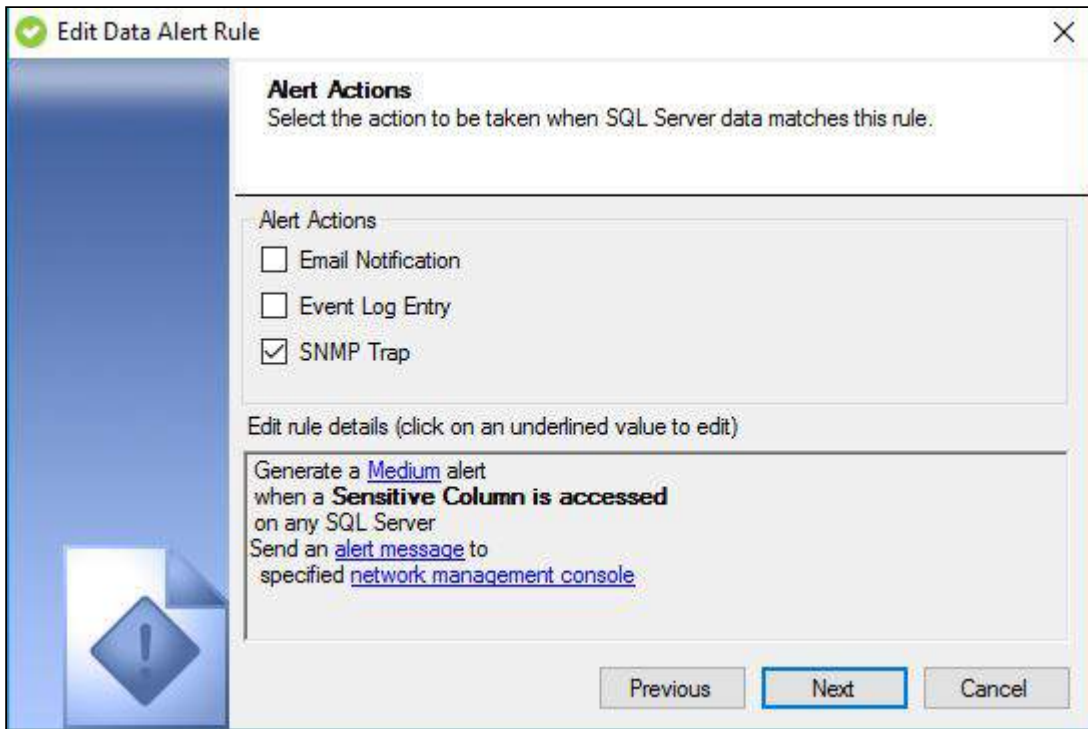 Edit Data Alert Rule
Alert Actions
Select the action to be taken when SQL Server data matches this rule.
Alert Actions
Email Notification
Event Log Entry
SNMP Trap
Edit rule details (click on an underlined value to edit)
Generate a Medium alert
when a Sensitive Column is accessed
on any SQL Server
Send an alert message to
specified network management console
Previous Next Cancel